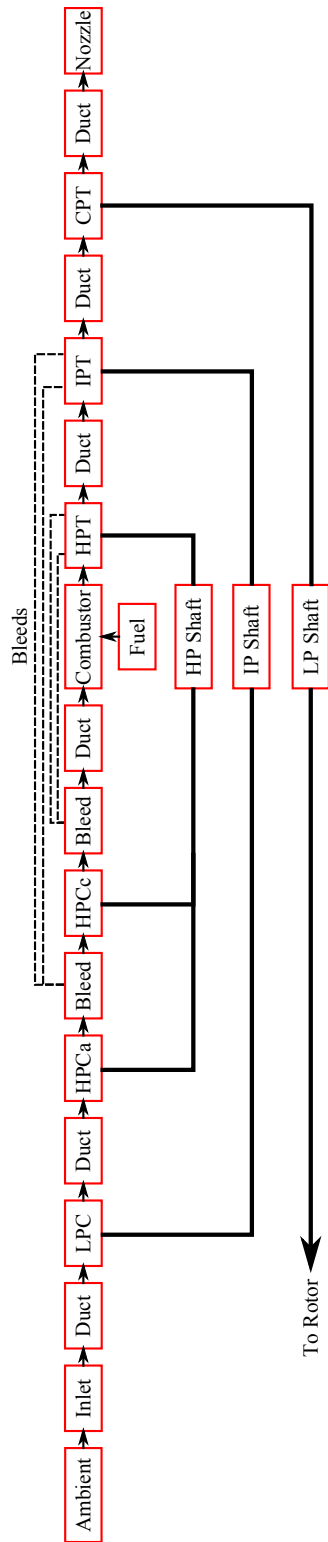 Bleeds
Ambient
Inlet
Duct
LPC
Duct
HPCa
Bleed
HPCc
Bleed
Duct
Combustor
HPT
Duct
IPT
Duct
CPT
Duct
Nozzle
Fuel
HP Shaft
IP Shaft
LP Shaft
To Rotor